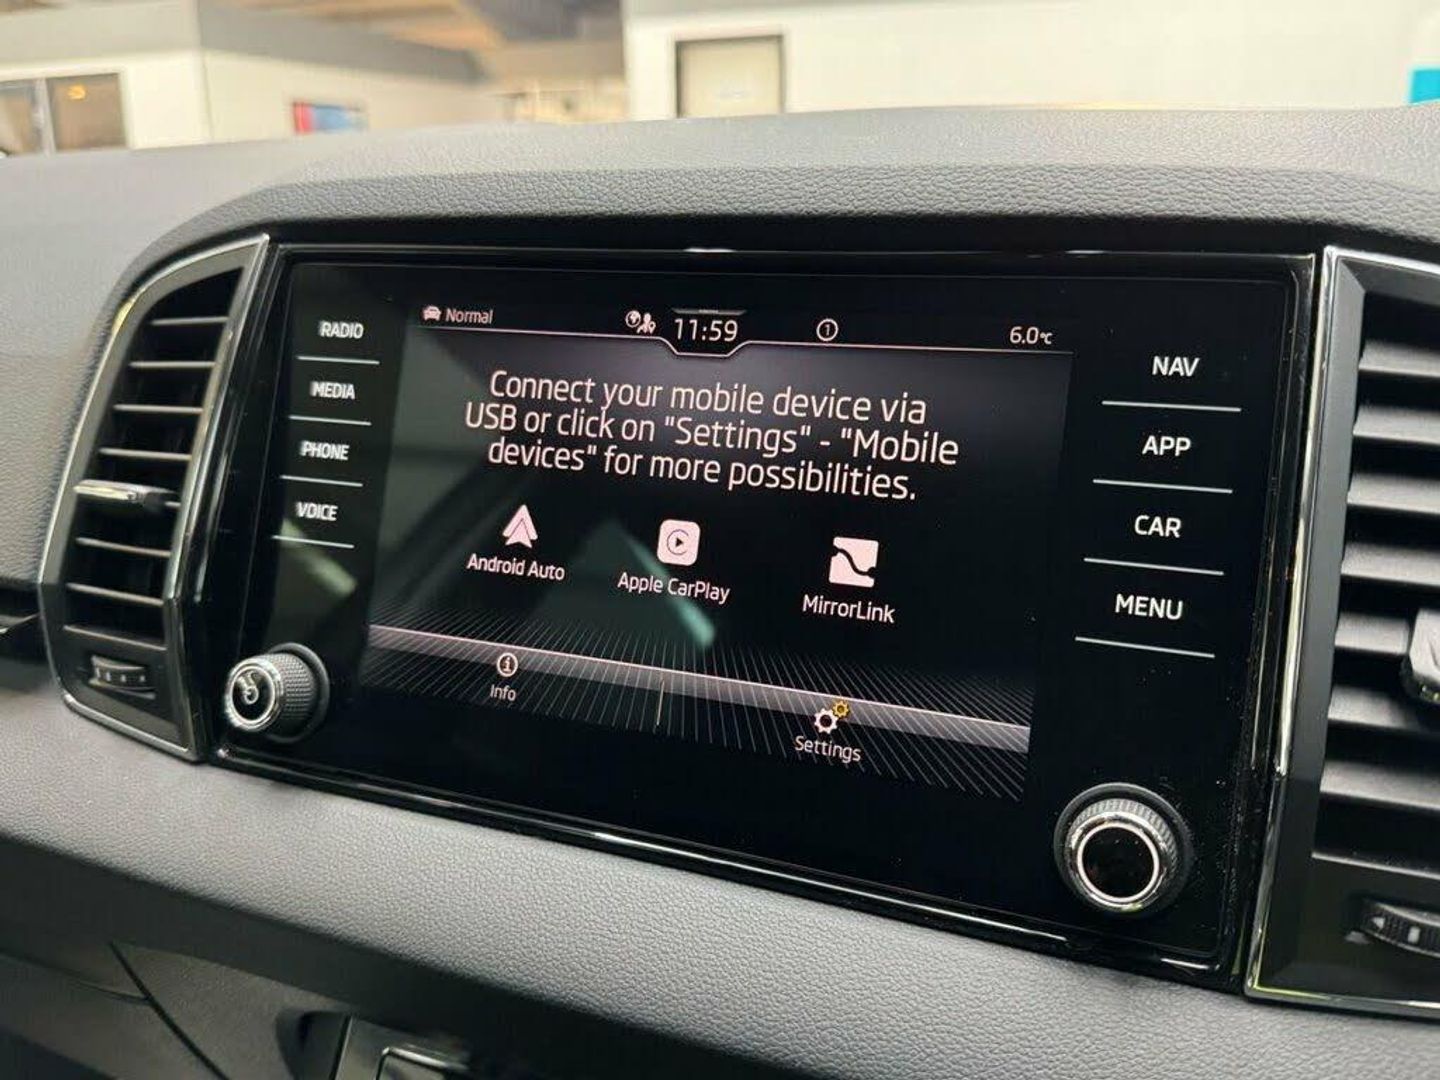 Normal
11:59
1
6.0°C
RADIO
MEDIA
PHONE
VOICE
Connect your mobile device via
USB or click on "Settings" - "Mobile
devices" for more possibilities.
Android Auto
Apple CarPlay
MirrorLink
Info
Settings
NAV
APP
CAR
MENU